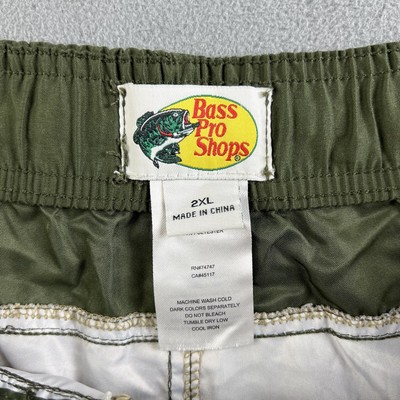 Bass
Pro
Shops
2XL
MADE IN CHINA
RN#74747
CA#45117
MACHINE WASH COLD
DARK COLORS SEPARATELY
DO NOT BLEACH
TUMBLE DRY LOW
COOL IRON